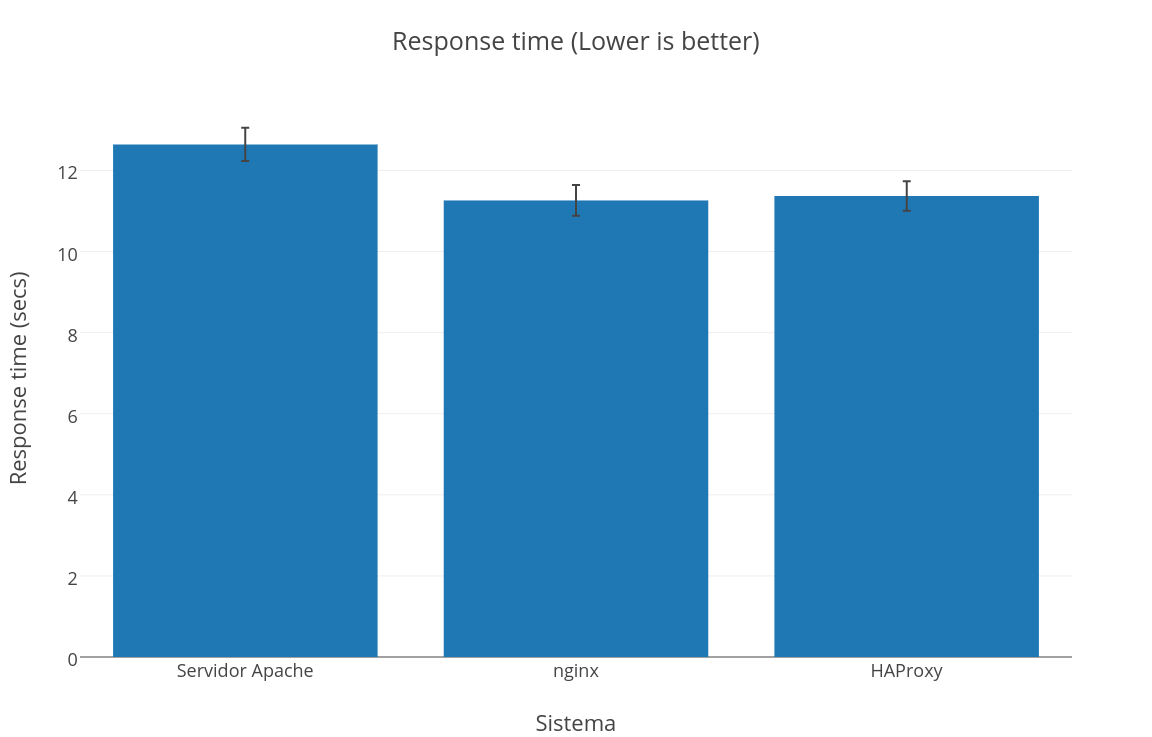 Response time (Lower is better)
Response time (secs)
12
10
8
6
4
2
0
Servidor Apache
nginx
HAProxy
Sistema